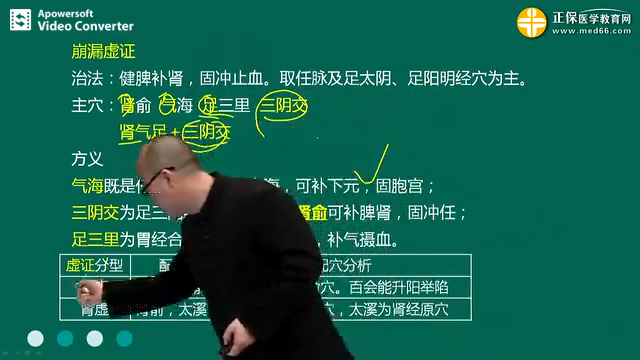 Apowersoft
Video Converter
正保医学教育网
www.med66.com
崩漏虚证
治法：健脾补肾，固冲止血。取任脉及足太阴、足阳明经穴为主。
主穴：肾俞 气海 足三里 三阴交
肾气足+三阴交
方义
气海既是任 海，可补下元，固胞宫；
三阴交为足三 肾俞可补脾肾，固冲任；
足三里为胃经合 ，补气摄血。
虚证分型 配 配穴分析
穴。百会能升阳举陷
肾虚 肾俞，太溪 穴，太溪为肾经原穴